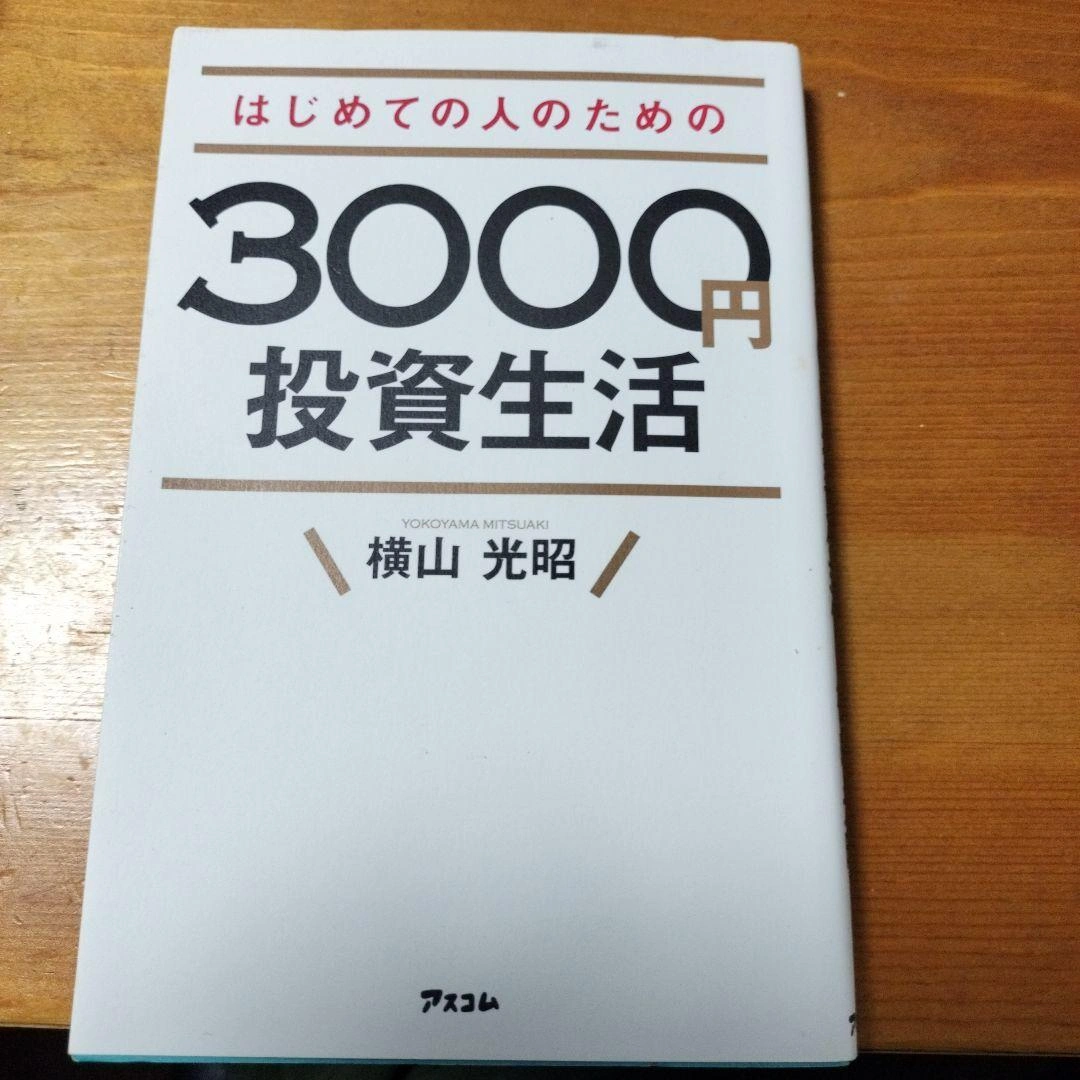 はじめての人のための
3000円
投資生活
YOKOYAMA MITSUAKI
横山 光昭
アスコム